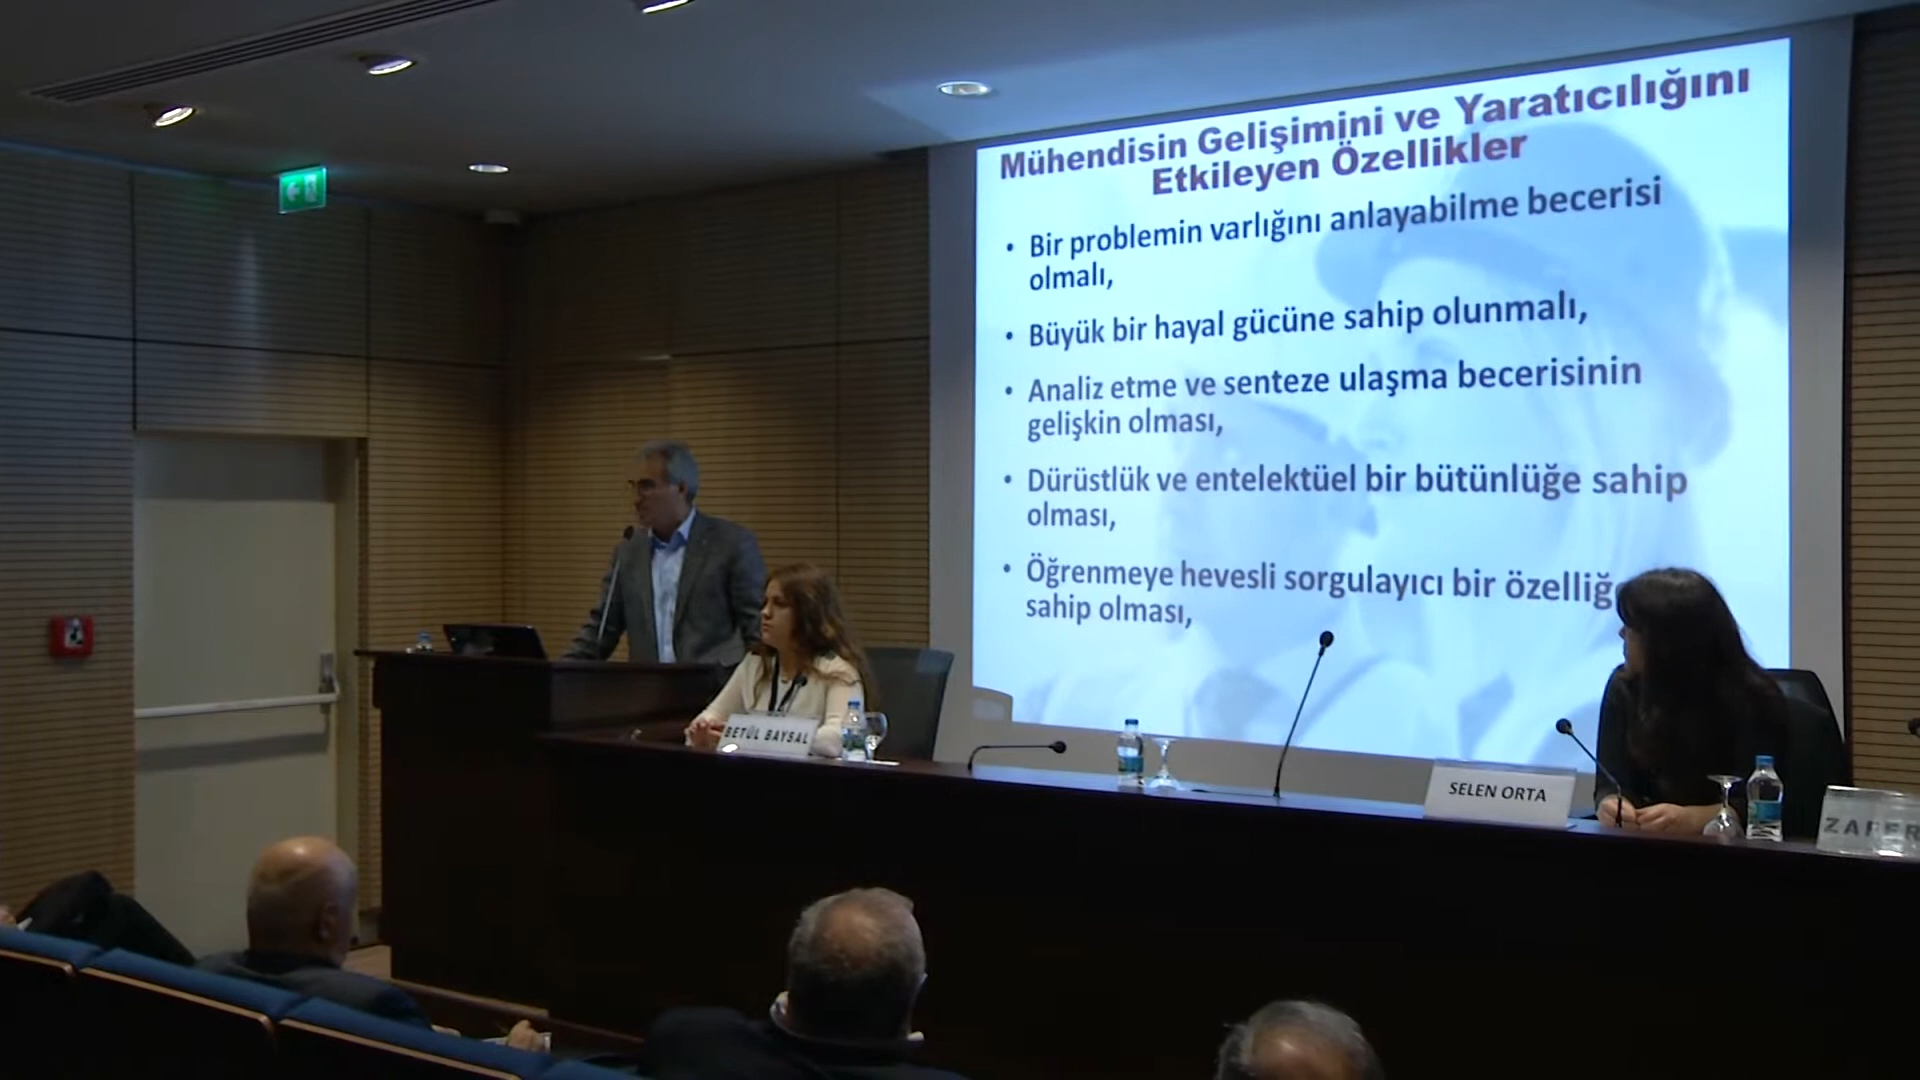 Mühendisin Gelişimini ve Yaratıcılığını
Etkileyen Özellikler
• Bir problemin varlığını anlayabilme becerisi
olmalı,
• Büyük bir hayal gücüne sahip olunmalı,
• Analiz etme ve senteze ulaşma becerisinin
gelişkin olması,
• Dürüstlük ve entelektüel bir bütünlüğe sahip
olması,
• Öğrenmeye hevesli sorgulayıcı bir
sahip olması,
BETÜL BAYSAL
SELEN ORTA
ZAFER